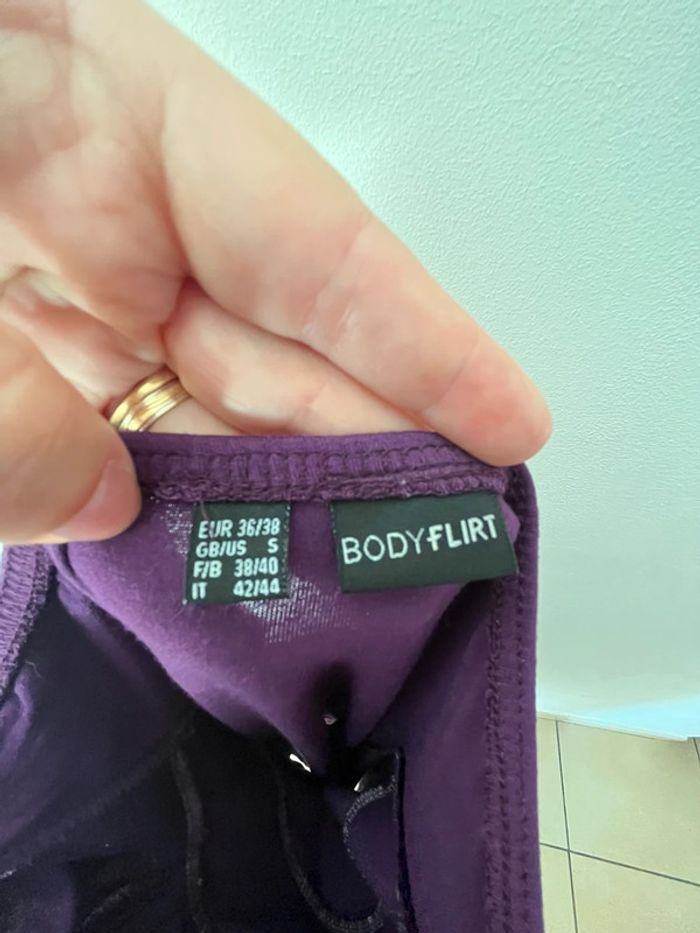 EUR 36/38
GB/US S
F/B 38/40
IT 42/44
BODYFLIRT